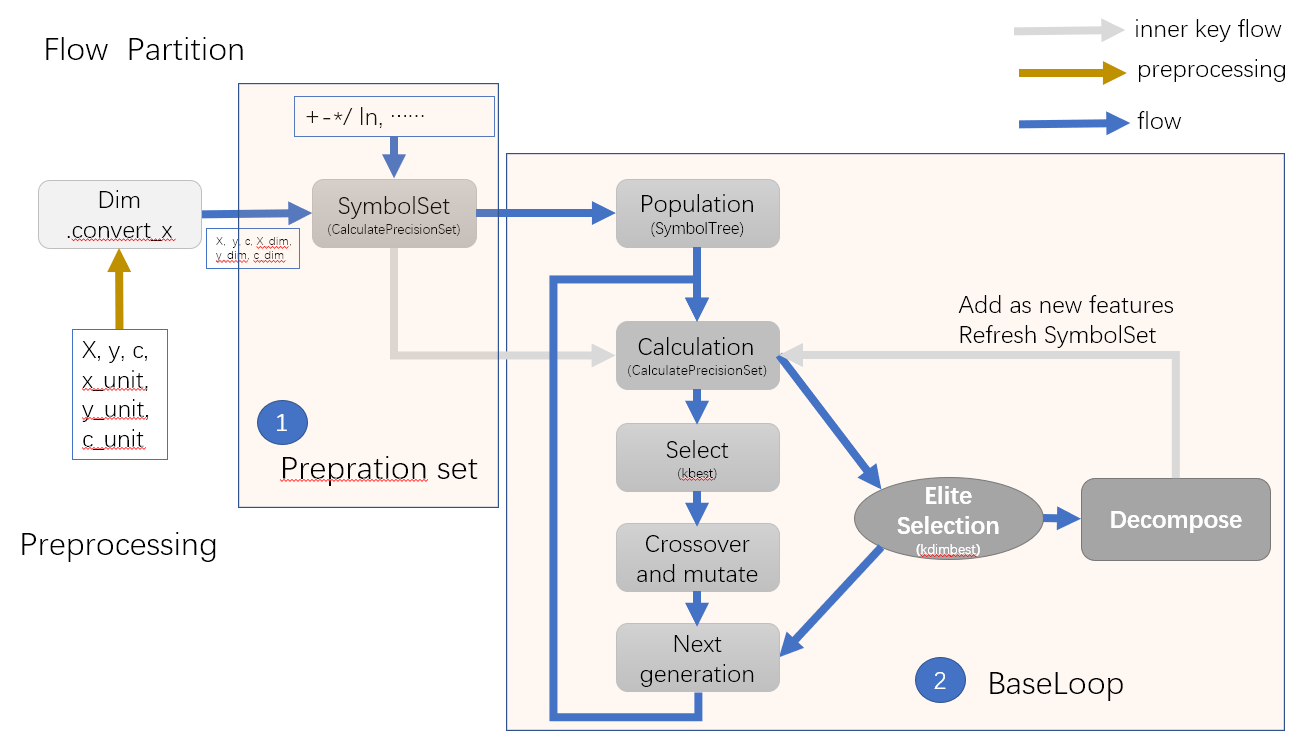 Flow Partition
inner key flow
preprocessing
flow
+-*/ ln, ······
Dim
.convert_x
SymbolSet
(CalculatePrecisionSet)
X, y, c, X_dim,
y_dim, c_dim
X, y, c,
x_unit,
y_unit,
c_unit
1
Prepration set
Preprocessing
Population
(SymbolTree)
Calculation
(CalculatePrecisionSet)
Select
(kbest)
Crossover
and mutate
Next
generation
Add as new features
Refresh SymbolSet
Elite
Selection
(kdimbest)
Decompose
2
BaseLoop